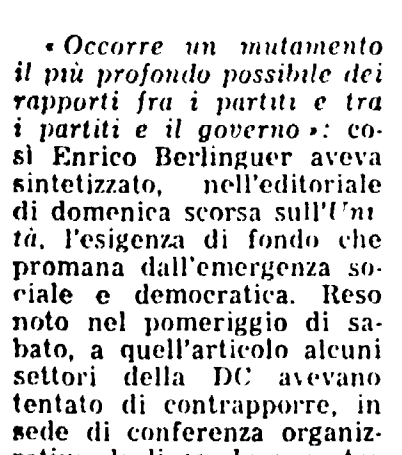 « Occorre un mutamento
il più profondo possibile dei
rapporti fra i partiti e tra
i partiti e il governo »: co-
sì Enrico Berlinguer aveva
sintetizzato, nell'editoriale
di domenica scorsa sull'Uni
tà, l'esigenza di fondo che
promana dall'emergenza so-
ciale e democratica. Reso
noto nel pomeriggio di sa-
bato, a quell'articolo alcuni
settori della DC avevano
tentato di contrapporre, in
sede di conferenza organiz-